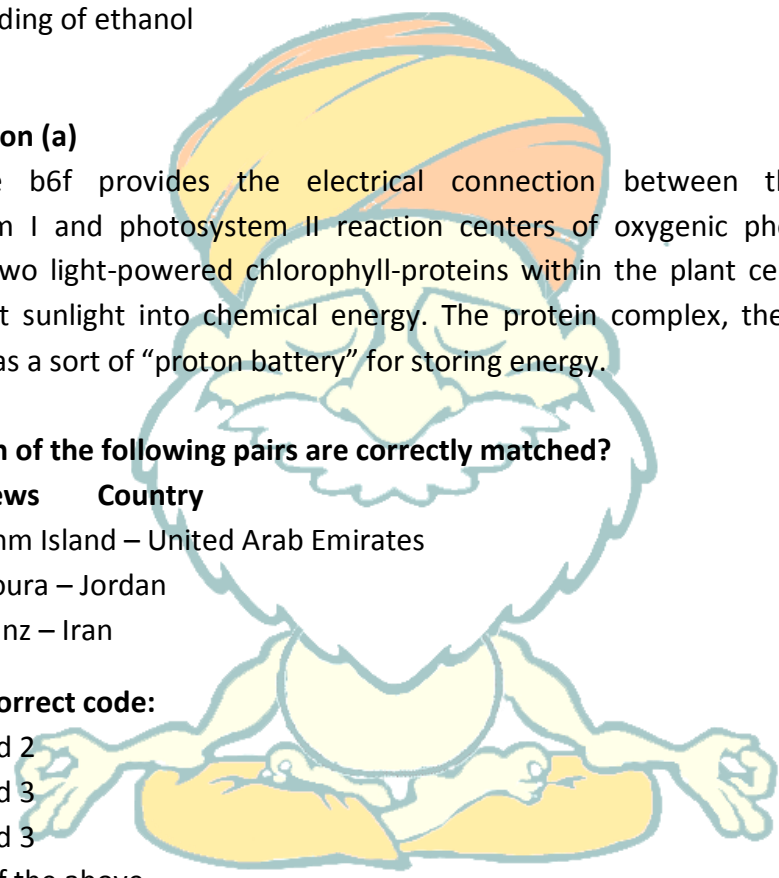 ding of ethanol
on (a)
b6f provides the electrical connection between
I and photosystem II reaction centers of oxygenic
wo light-powered chlorophyll-proteins within the plant
t sunlight into chemical energy. The protein complex,
as a sort of “proton battery” for storing energy.
n of the following pairs are correctly matched?
ews Country
hm Island – United Arab Emirates
oura – Jordan
nz – Iran
orrect code:
d 2
d 3
d 3
f the above